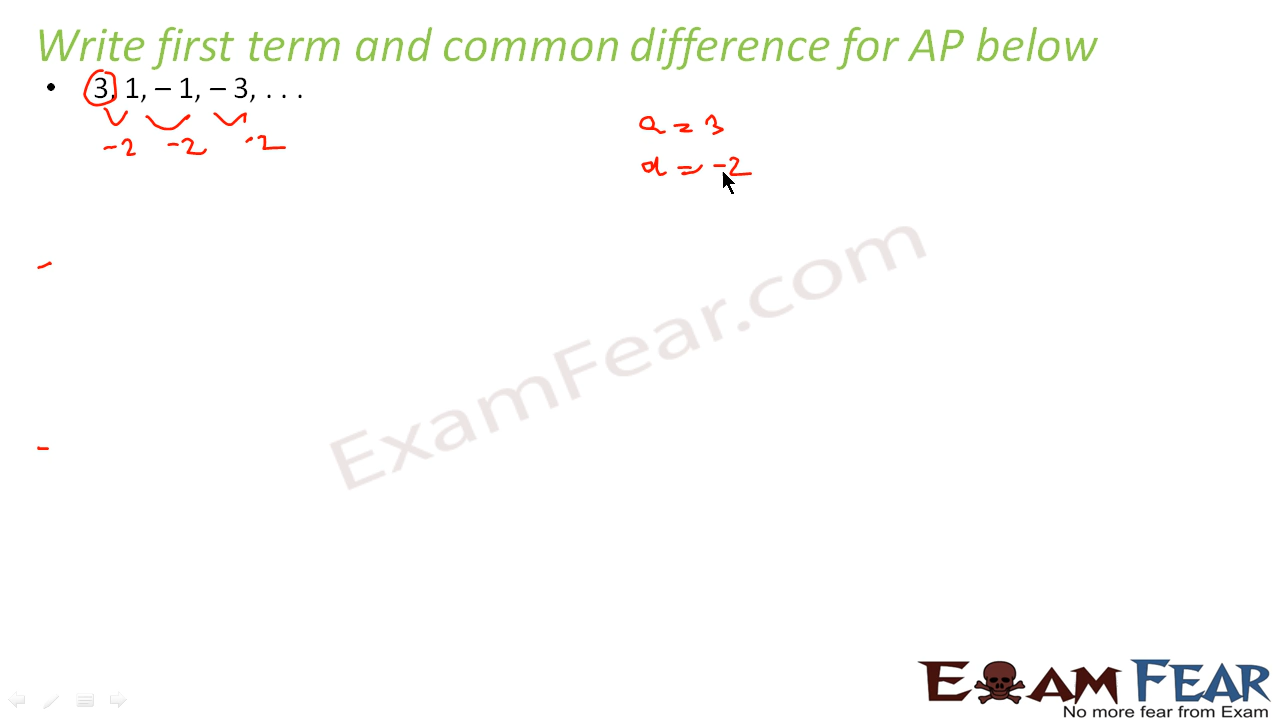 Write first term and common difference for AP below
• 3, 1, – 1, – 3, . . .
-2 -2 -2
a = 3
d = -2
ExamFear.com
EXAM FEAR
No more fear from Exam